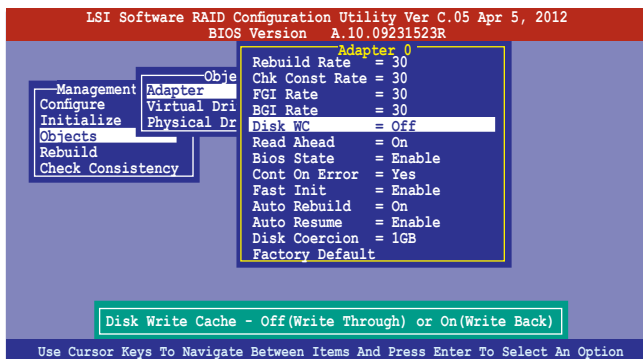 LSI Software RAID Configuration Utility Ver C.05 Apr 5, 2012
BIOS Version A.10.09231523R
Management
Configure
Initialize
Objects
Rebuild
Check Consistency
Obje
Adapter
Virtual Dri
Physical Dr
Adapter 0
Rebuild Rate = 30
Chk Const Rate = 30
FGI Rate = 30
BGI Rate = 30
Disk WC = Off
Read Ahead = On
Bios State = Enable
Cont On Error = Yes
Fast Init = Enable
Auto Rebuild = On
Auto Resume = Enable
Disk Coercion = 1GB
Factory Default
Disk Write Cache - Off(Write Through) or On(Write Back)
Use Cursor Keys To Navigate Between Items And Press Enter To Select An Option